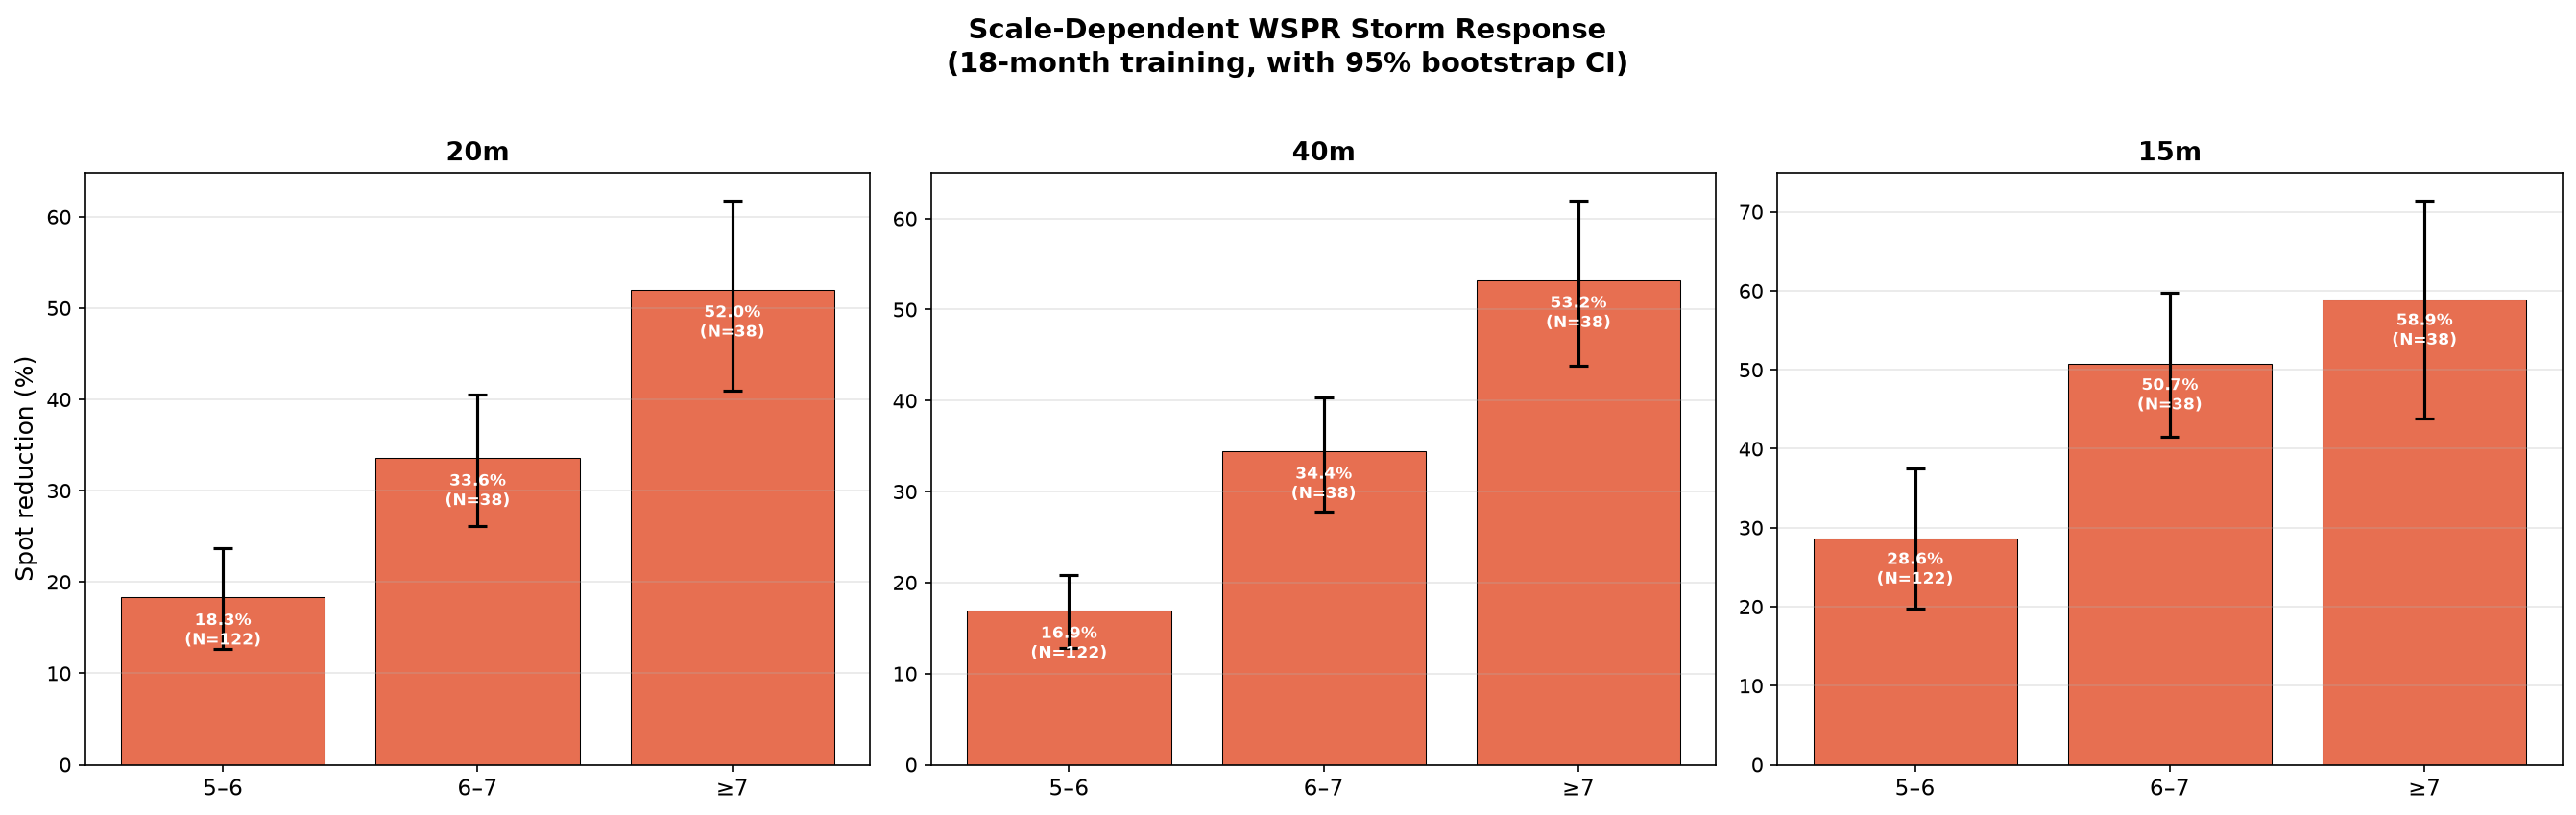 Scale-Dependent WSPR Storm Response
(18-month training, with 95% bootstrap CI)
20m
Spot reduction (%)
60
50
40
30
20
10
0
18.3%
(N=122)
33.6%
(N=38)
52.0%
(N=38)
5–6
6–7
≥7
40m
60
50
40
30
20
10
0
16.9%
(N=122)
34.4%
(N=38)
53.2%
(N=38)
5–6
6–7
≥7
15m
70
60
50
40
30
20
10
0
28.6%
(N=122)
50.7%
(N=38)
58.9%
(N=38)
5–6
6–7
≥7